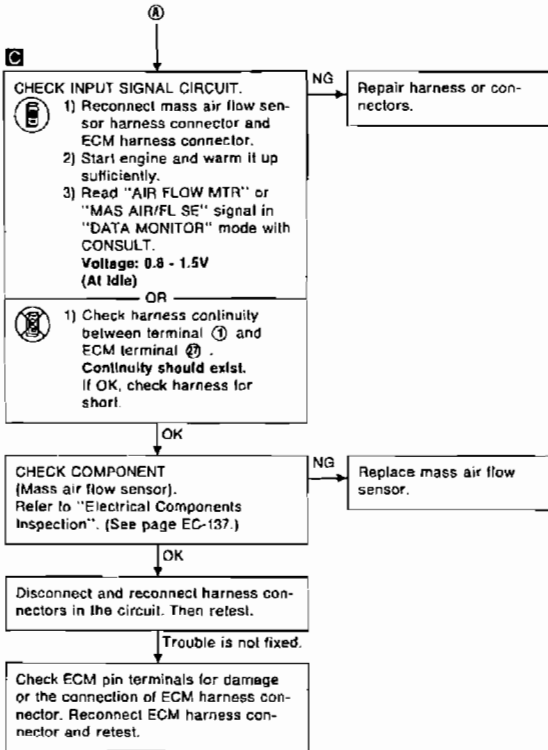 Ⓐ
C
CHECK INPUT SIGNAL CIRCUIT.
1) Reconnect mass air flow sen-
sor harness connector and
ECM harness connector.
2) Start engine and warm it up
sufficiently.
3) Read "AIR FLOW MTR" or
"MAS AIR/FL SE" signal in
"DATA MONITOR" mode with
CONSULT.
Voltage: 0.8 - 1.5V
(At idle)
OR
1) Check harness continuity
between terminal ① and
ECM terminal ㉗ .
Continuity should exist.
If OK, check harness for
short.
NG
Repair harness or con-
nectors.
OK
CHECK COMPONENT
(Mass air flow sensor).
Refer to "Electrical Components
Inspection". (See page EC-137.)
NG
Replace mass air flow
sensor.
OK
Disconnect and reconnect harness con-
nectors in the circuit. Then retest.
Trouble is not fixed.
Check ECM pin terminals for damage
or the connection of ECM harness con-
nector. Reconnect ECM harness con-
nector and retest.